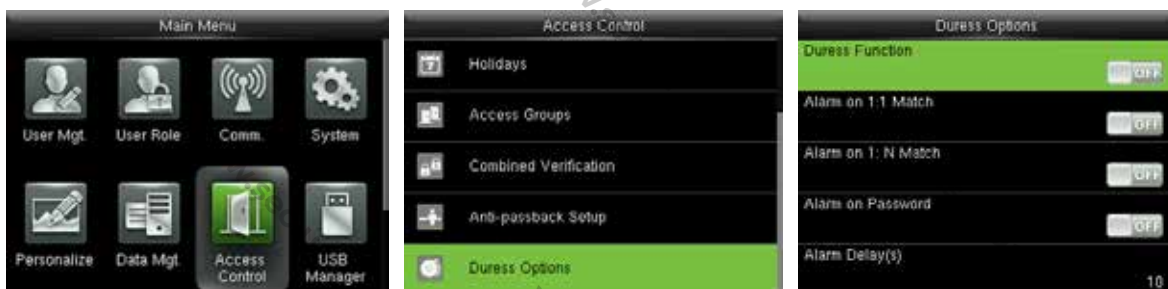 Main Menu
User Mgt.
User Role
Comm.
System
Personalize
Data Mgt.
Access
Control
USB
Manager
Access Control
Holidays
Access Groups
Combined Verification
Anti-passback Setup
Duress Options
Duress Options
Duress Function
OFF
Alarm on 1:1 Match
OFF
Alarm on 1: N Match
OFF
Alarm on Password
OFF
Alarm Delay(s)
10